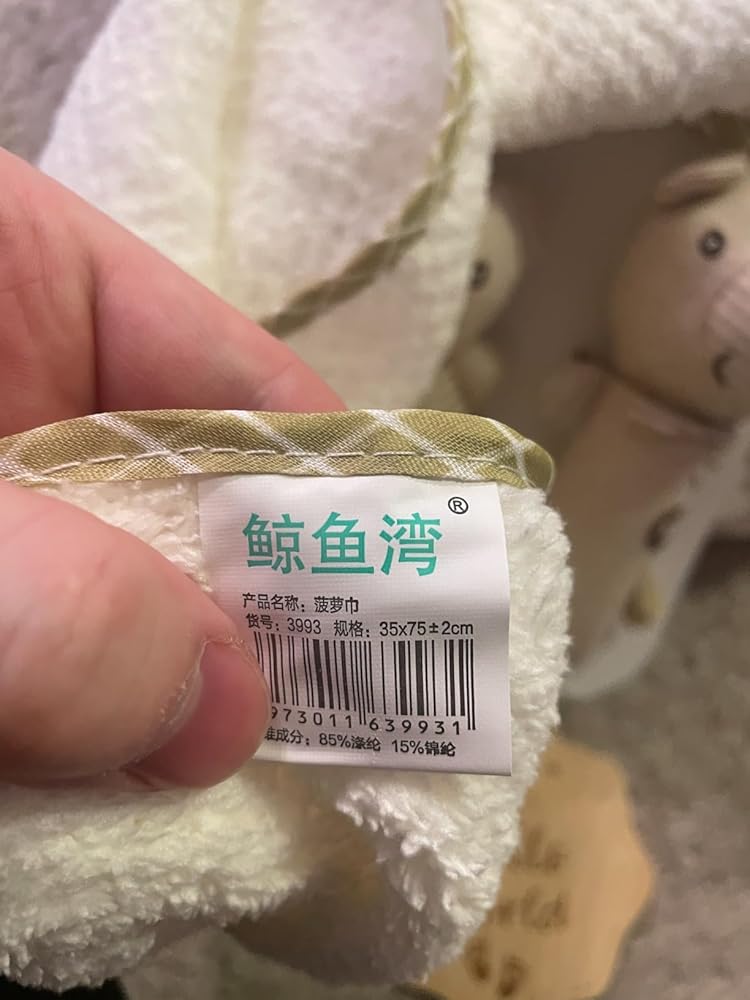 鲸鱼湾®
产品名称：菠萝巾
货号：3993 规格：35x75±2cm
973011 639931
维成分：85%涤纶 15%锦纶